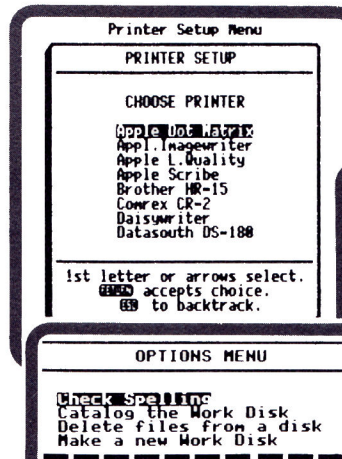 Printer Setup Menu
PRINTER SETUP
CHOOSE PRINTER
Apple Dot Matrix
Appl.Imagewriter
Apple L.Quality
Apple Scribe
Brother HR-15
Comrex CR-2
Daisywriter
Datasouth DS-180
1st letter or arrows select.
RETURN accepts choice.
ESC to backtrack.
OPTIONS MENU
Check Spelling
Catalog the Work Disk
Delete files from a disk
Make a new Work Disk